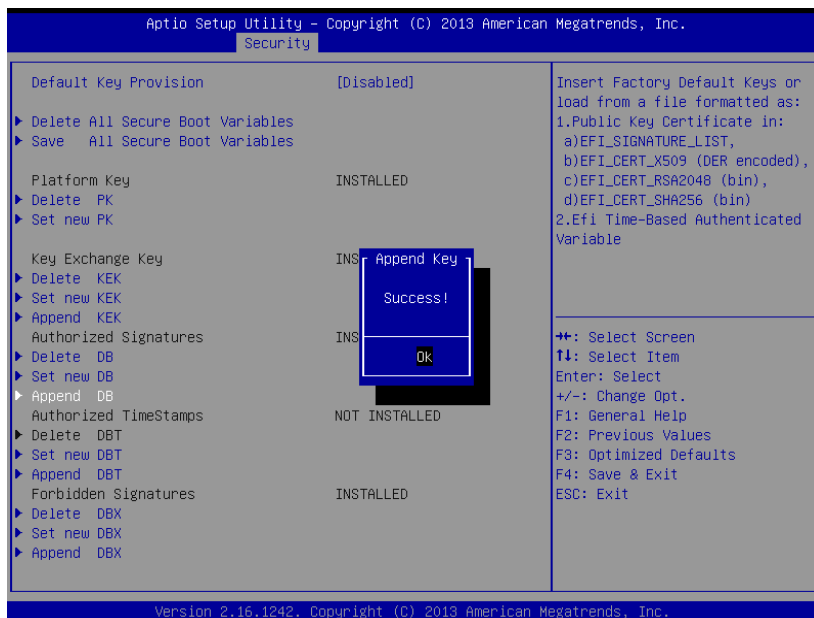 Aptio Setup Utility – Copyright (C) 2013 American Megatrends, Inc.
Security
Default Key Provision [Disabled]
Delete All Secure Boot Variables
Save All Secure Boot Variables
Platform Key INSTALLED
Delete PK
Set new PK
Key Exchange Key INS
Delete KEK
Set new KEK
Append KEK
Authorized Signatures INS
Delete DB
Set new DB
Append DB
Authorized TimeStamps NOT INSTALLED
Delete DBT
Set new DBT
Append DBT
Forbidden Signatures INSTALLED
Delete DBX
Set new DBX
Append DBX
Append Key
Success!
Ok
Insert Factory Default Keys or
load from a file formatted as:
1.Public Key Certificate in:
a)EFI_SIGNATURE_LIST,
b)EFI_CERT_X509 (DER encoded),
c)EFI_CERT_RSA2048 (bin),
d)EFI_CERT_SHA256 (bin)
2.Efi Time-Based Authenticated
Variable
→←: Select Screen
↑↓: Select Item
Enter: Select
+/-: Change Opt.
F1: General Help
F2: Previous Values
F3: Optimized Defaults
F4: Save & Exit
ESC: Exit
Version 2.16.1242. Copyright (C) 2013 American Megatrends, Inc.